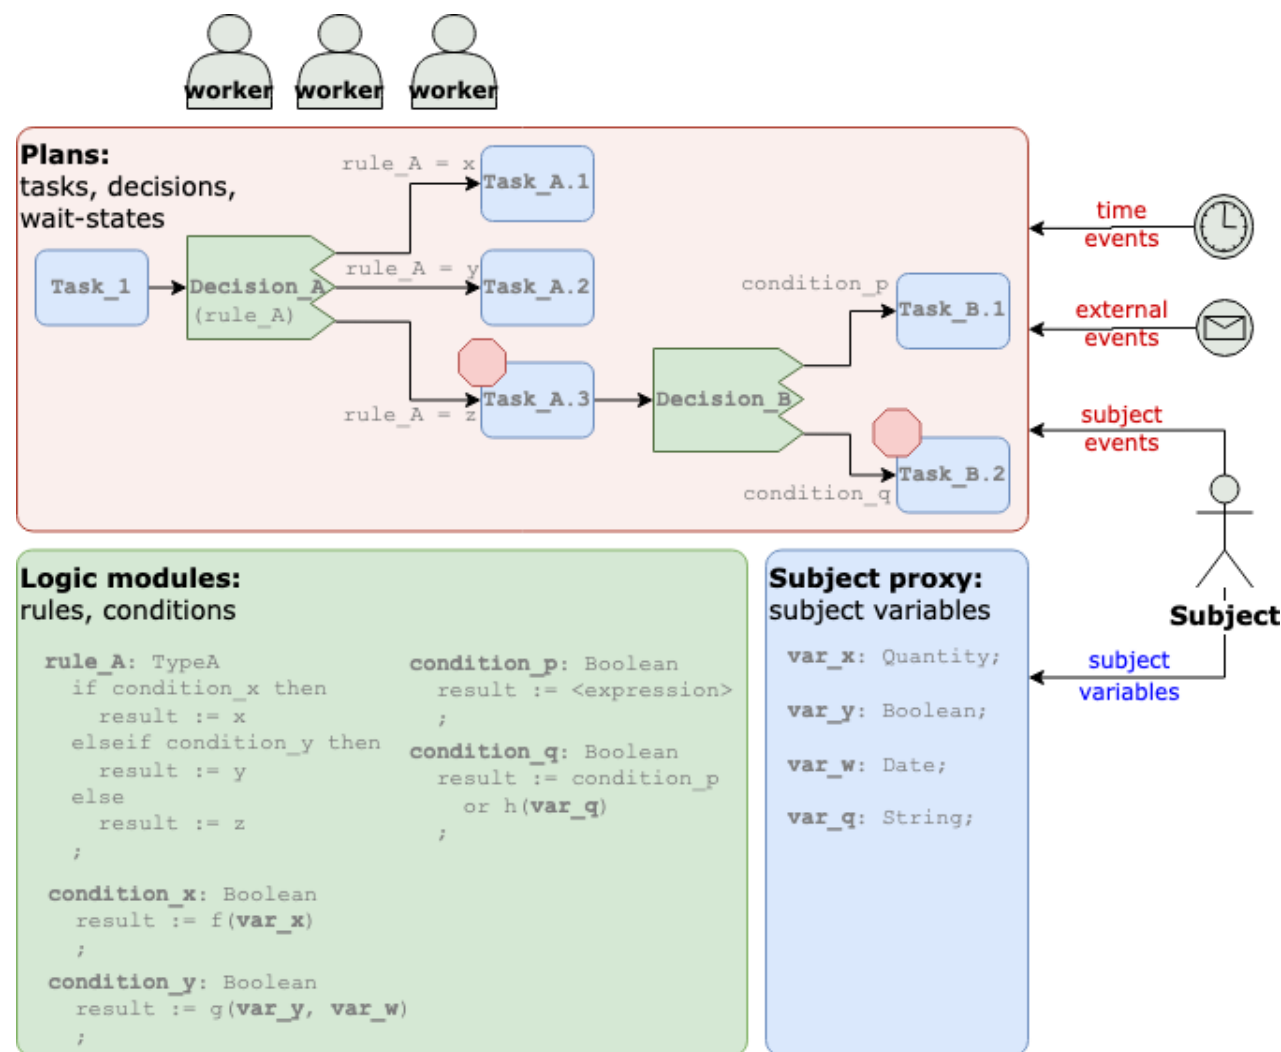 worker worker worker
Plans:
tasks, decisions,
wait-states
rule_A = x
Task_A.1
Task_1
Decision_A
(rule_A)
rule_A = y
Task_A.2
rule_A = z
Task_A.3
Decision_B
condition_p
Task_B.1
condition_q
Task_B.2
time
events
external
events
subject
events
Subject
subject
variables
Logic modules:
rules, conditions
rule_A: TypeA
if condition_x then
result := x
elseif condition_y then
result := y
else
result := z
;
condition_x: Boolean
result := f(var_x)
;
condition_y: Boolean
result := g(var_y, var_w)
;
condition_p: Boolean
result := <expression>
;
condition_q: Boolean
result := condition_p
or h(var_q)
;
Subject proxy:
subject variables
var_x: Quantity;
var_y: Boolean;
var_w: Date;
var_q: String;